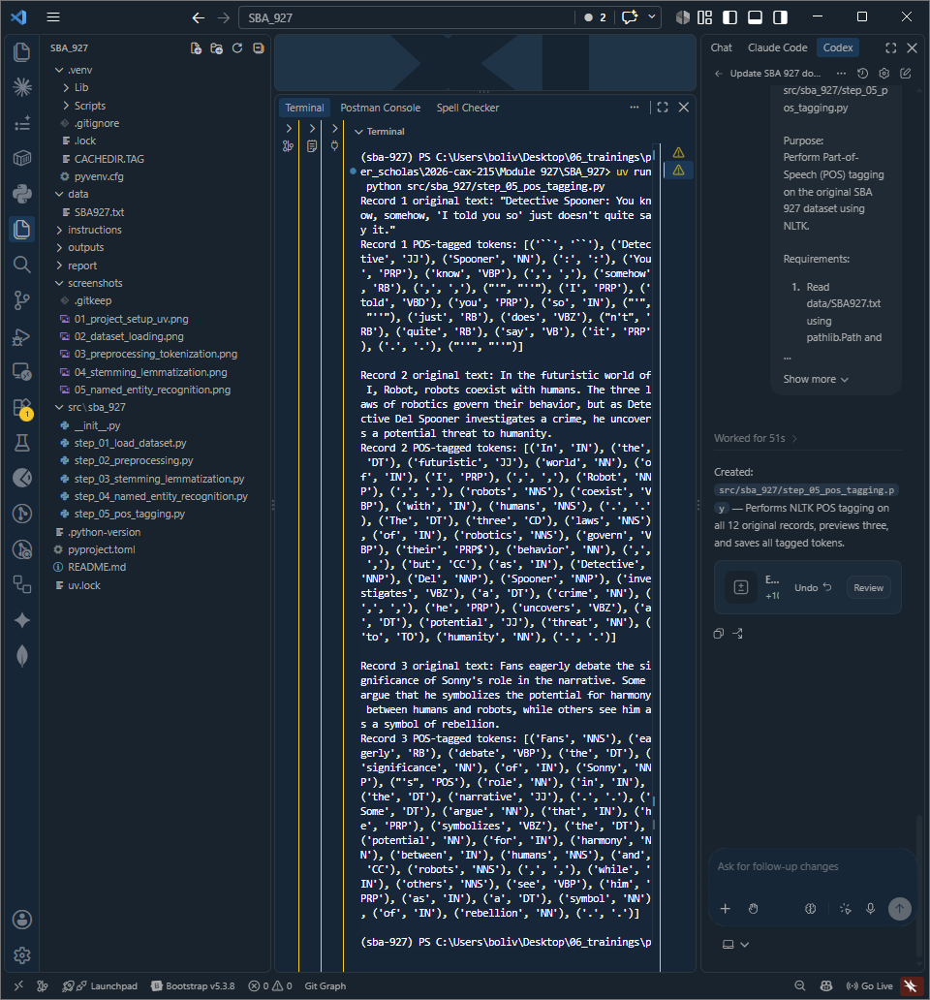 SBA_927
2
SBA_927
.venv
Lib
Scripts
.gitignore
.lock
CACHEDIR.TAG
pyvenv.cfg
data
SBA927.txt
instructions
outputs
report
screenshots
.gitkeep
01_project_setup_uv.png
02_dataset_loading.png
03_preprocessing_tokenization.png
04_stemming_lemmatization.png
05_named_entity_recognition.png
src\sba_927
__init__.py
step_01_load_dataset.py
step_02_preprocessing.py
step_03_stemming_lemmatization.py
step_04_named_entity_recognition.py
step_05_pos_tagging.py
.python-version
pyproject.toml
README.md
uv.lock
1
Terminal Postman Console Spell Checker ···
Terminal
(sba-927) PS C:\Users\boliv\Desktop\06_trainings\p
er_scholas\2026-cax-215\Module 927\SBA_927> uv run
 python src/sba_927/step_05_pos_tagging.py
Record 1 original text: "Detective Spooner: You kn
ow, somehow, 'I told you so' just doesn't quite sa
y it."
Record 1 POS-tagged tokens: [('``', '``'), ('Detec
tive', 'JJ'), ('Spooner', 'NN'), (':', ':'), ('You
', 'PRP'), ('know', 'VBP'), (',', ','), ('somehow'
, 'RB'), (',', ','), ("'", "''"), ('I', 'PRP'), ('
told', 'VBD'), ('you', 'PRP'), ('so', 'IN'), ("'",
 "''"), ('just', 'RB'), ('does', 'VBZ'), ("n't", '
RB'), ('quite', 'RB'), ('say', 'VB'), ('it', 'PRP'
), ('.', '.'), ("''", "''")]
Record 2 original text: In the futuristic world of
 I, Robot, robots coexist with humans. The three l
aws of robotics govern their behavior, but as Dete
ctive Del Spooner investigates a crime, he uncover
s a potential threat to humanity.
Record 2 POS-tagged tokens: [('In', 'IN'), ('the',
 'DT'), ('futuristic', 'JJ'), ('world', 'NN'), ('o
f', 'IN'), ('I', 'PRP'), (',', ','), ('Robot', 'NN
P'), (',', ','), ('robots', 'NNS'), ('coexist', 'V
BP'), ('with', 'IN'), ('humans', 'NNS'), ('.', '.'
), ('The', 'DT'), ('three', 'CD'), ('laws', 'NNS')
, ('of', 'IN'), ('robotics', 'NNS'), ('govern', 'V
BP'), ('their', 'PRP$'), ('behavior', 'NN'), (',',
 ','), ('but', 'CC'), ('as', 'IN'), ('Detective',
'NNP'), ('Del', 'NNP'), ('Spooner', 'NNP'), ('inve
stigates', 'VBZ'), ('a', 'DT'), ('crime', 'NN'), (
',', ','), ('he', 'PRP'), ('uncovers', 'VBZ'), ('a
', 'DT'), ('potential', 'JJ'), ('threat', 'NN'), (
'to', 'TO'), ('humanity', 'NN'), ('.', '.')]
Record 3 original text: Fans eagerly debate the si
gnificance of Sonny's role in the narrative. Some
argue that he symbolizes the potential for harmony
 between humans and robots, while others see him a
s a symbol of rebellion.
Record 3 POS-tagged tokens: [('Fans', 'NNS'), ('ea
gerly', 'RB'), ('debate', 'VBP'), ('the', 'DT'), (
'significance', 'NN'), ('of', 'IN'), ('Sonny', 'NN
P'), ("'s", 'POS'), ('role', 'NN'), ('in', 'IN'),
('the', 'DT'), ('narrative', 'JJ'), ('.', '.'), ('
Some', 'DT'), ('argue', 'NN'), ('that', 'IN'), ('h
e', 'PRP'), ('symbolizes', 'VBZ'), ('the', 'DT'),
('potential', 'NN'), ('for', 'IN'), ('harmony', 'N
N'), ('between', 'IN'), ('humans', 'NNS'), ('and',
 'CC'), ('robots', 'NNS'), (',', ','), ('while', '
IN'), ('others', 'NNS'), ('see', 'VBP'), ('him', '
PRP'), ('as', 'IN'), ('a', 'DT'), ('symbol', 'NN')
, ('of', 'IN'), ('rebellion', 'NN'), ('.', '.')]
(sba-927) PS C:\Users\boliv\Desktop\06_trainings\p
Chat Claude Code Codex
Update SBA 927 do... ···
src/sba_927/step_05_p
os_tagging.py
Purpose:
Perform Part-of-
Speech (POS) tagging
on the original SBA
927 dataset using
NLTK.
Requirements:
1. Read
data/SBA927.txt
using
pathlib.Path and
...
Show more
Worked for 51s
Created:
src/sba_927/step_05_pos_tagging.p
y — Performs NLTK POS tagging on
all 12 original records, previews three,
and saves all tagged tokens.
E... Undo Review
Ask for follow-up changes
Launchpad Bootstrap v5.3.8 0 0 Git Graph Go Live